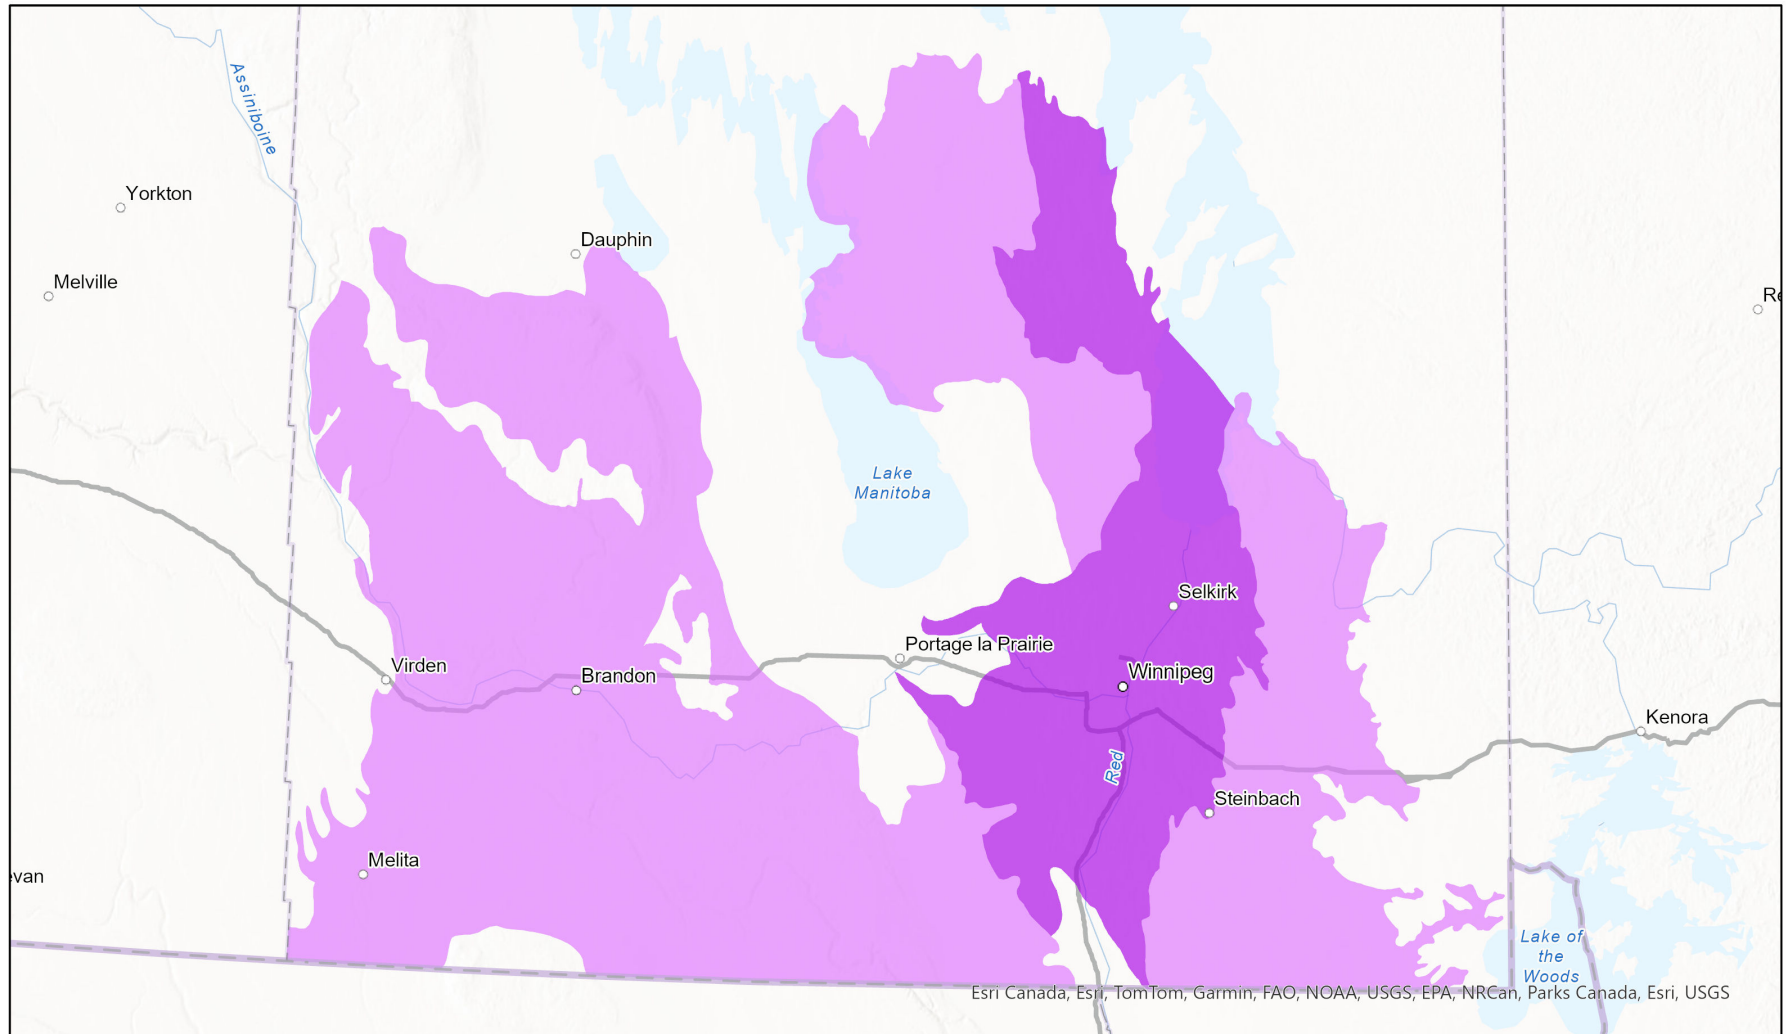 Assiniboine
Yorkton
Dauphin
Melville
Re
Lake
Manitoba
Selkirk
Portage la Prairie
Virden
Brandon
Winnipeg
Kenora
Red
Steinbach
Melita
evan
Lake of
the
Woods
Esri Canada, Esri, TomTom, Garmin, FAO, NOAA, USGS, EPA, NRCan, Parks Canada, Esri, USGS